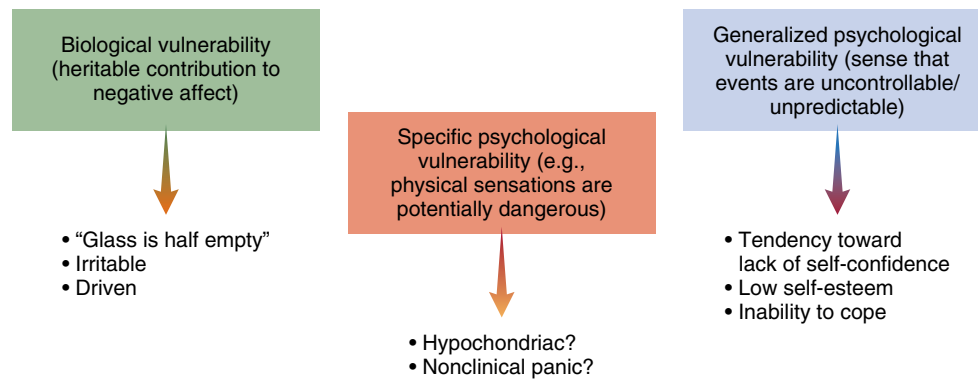 Biological vulnerability
(heritable contribution to
negative affect)
• “Glass is half empty”
• Irritable
• Driven
Specific psychological
vulnerability (e.g.,
physical sensations are
potentially dangerous)
• Hypochondriac?
• Nonclinical panic?
Generalized psychological
vulnerability (sense that
events are uncontrollable/
unpredictable)
• Tendency toward
lack of self-confidence
• Low self-esteem
• Inability to cope